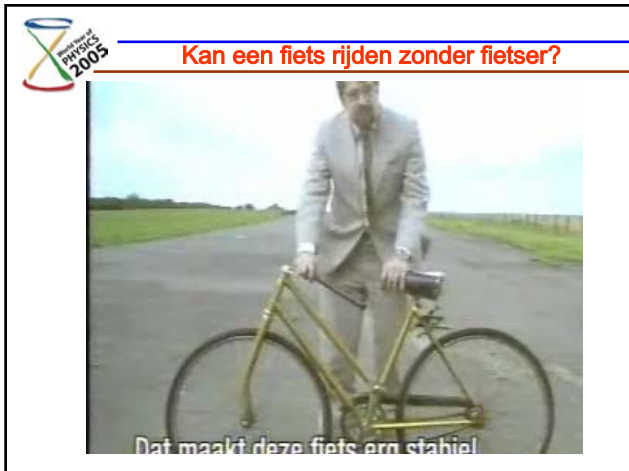 World Year of
PHYSICS
2005
Kan een fiets rijden zonder fietser?
Dat maakt deze fiets erg stabiel